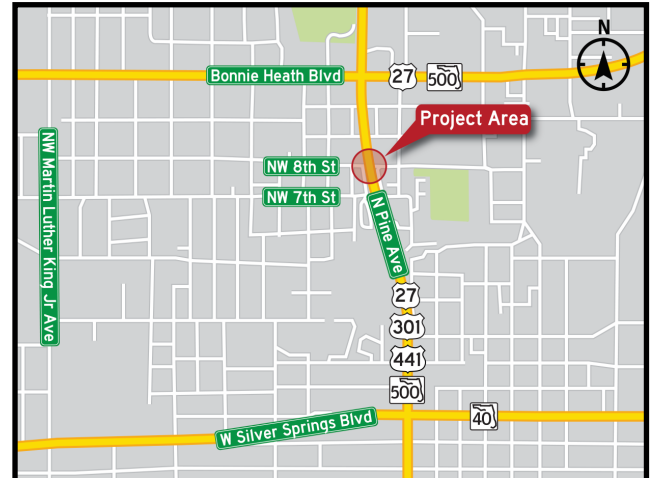 N
Bonnie Heath Blvd
27
500
Project Area
NW 8th St
NW 7th St
NW Martin Luther King Jr Ave
N Pine Ave
27
301
441
500
40
W Silver Springs Blvd